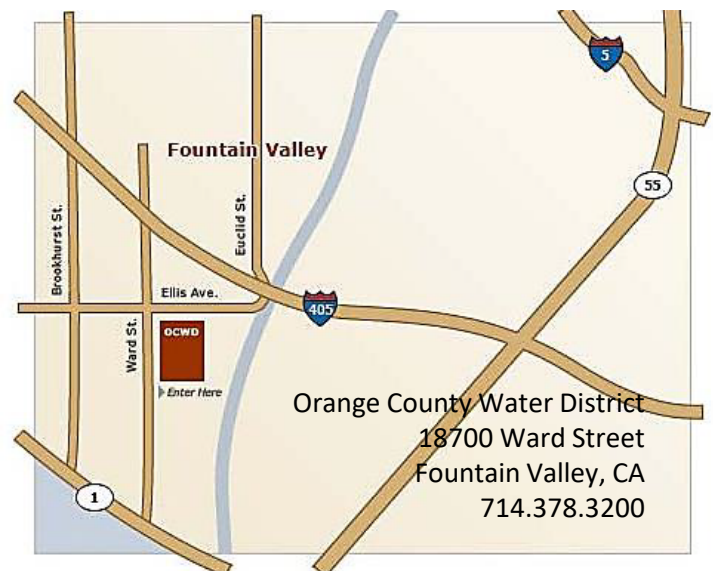 5
Fountain Valley
55
Brookhurst St.
Euclid St.
Ellis Ave.
405
Ward St.
OCWD
Enter Here
Orange County Water District
18700 Ward Street
Fountain Valley, CA
714.378.3200
1